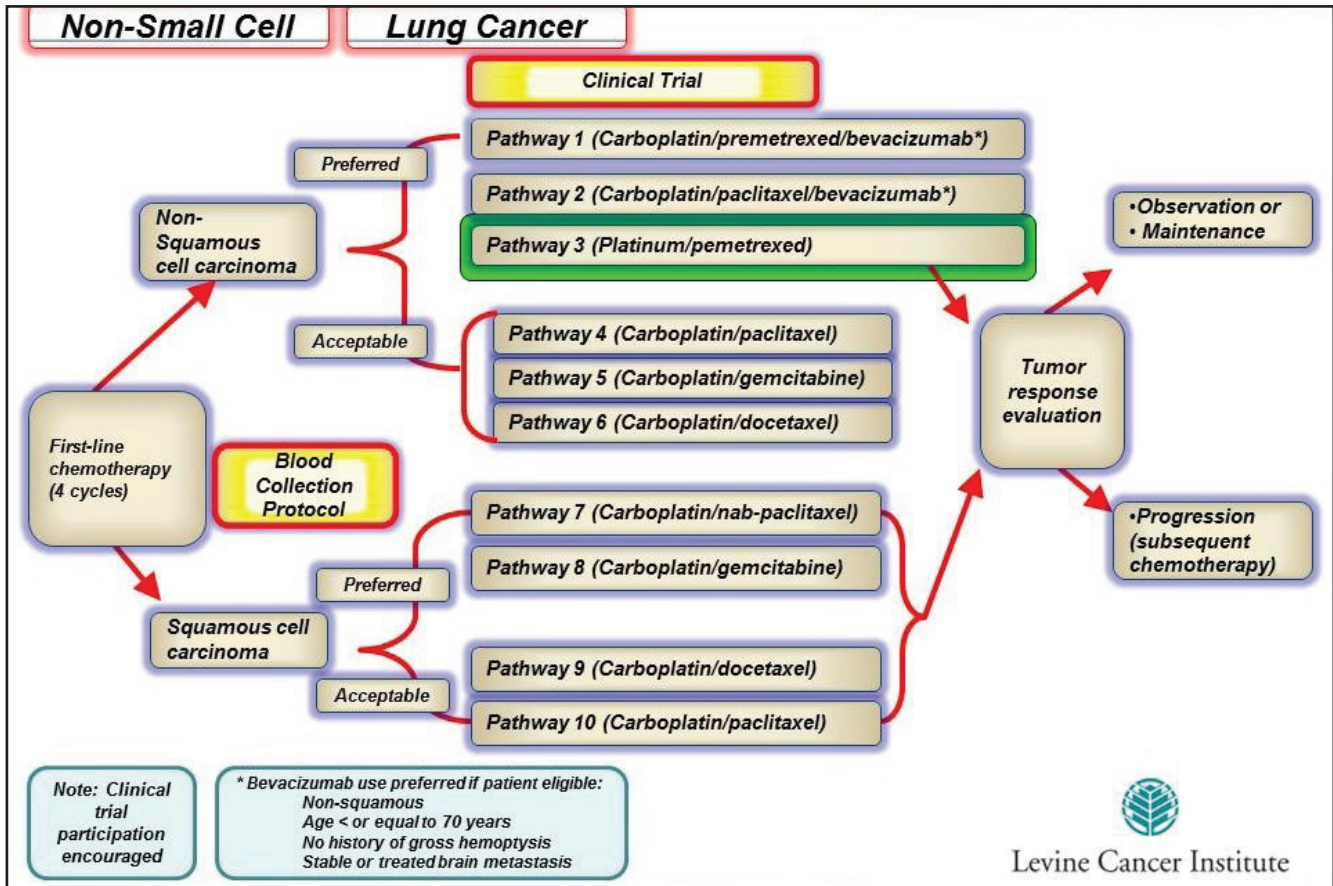 Non-Small Cell
Lung Cancer
Clinical Trial
Pathway 1 (Carboplatin/premetrexed/bevacizumab*)
Preferred
Pathway 2 (Carboplatin/paclitaxel/bevacizumab*)
Non-
Squamous
cell carcinoma
Pathway 3 (Platinum/pemetrexed)
•Observation or
• Maintenance
Acceptable
Pathway 4 (Carboplatin/paclitaxel)
Pathway 5 (Carboplatin/gemcitabine)
Pathway 6 (Carboplatin/docetaxel)
Tumor
response
evaluation
First-line
chemotherapy
(4 cycles)
Blood
Collection
Protocol
Pathway 7 (Carboplatin/nab-paclitaxel)
Pathway 8 (Carboplatin/gemcitabine)
Preferred
•Progression
(subsequent
chemotherapy)
Squamous cell
carcinoma
Pathway 9 (Carboplatin/docetaxel)
Acceptable
Pathway 10 (Carboplatin/paclitaxel)
Note: Clinical
trial
participation
encouraged
* Bevacizumab use preferred if patient eligible:
Non-squamous
Age < or equal to 70 years
No history of gross hemoptysis
Stable or treated brain metastasis
Levine Cancer Institute